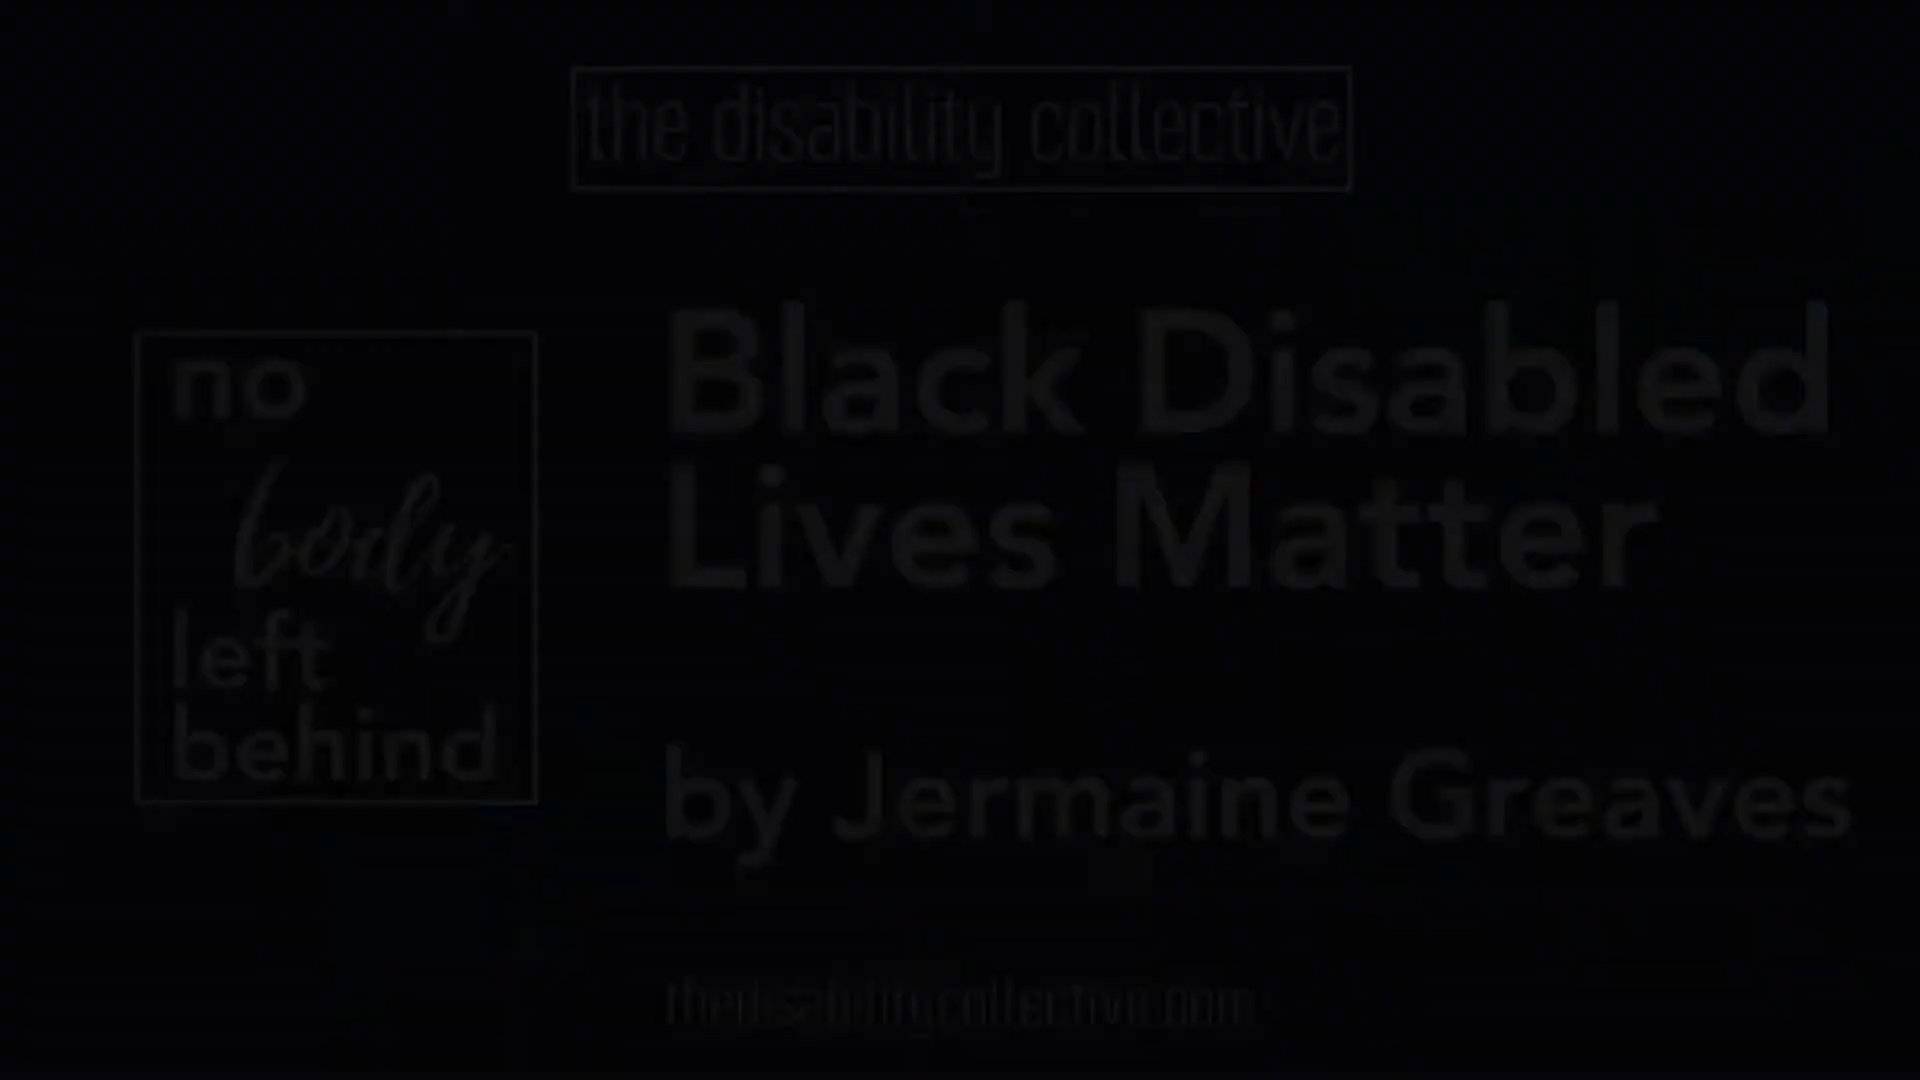 the disability collective
no
body
left
behind
Black Disabled
Lives Matter
by Jermaine Greaves
thedisabilitycollective.com